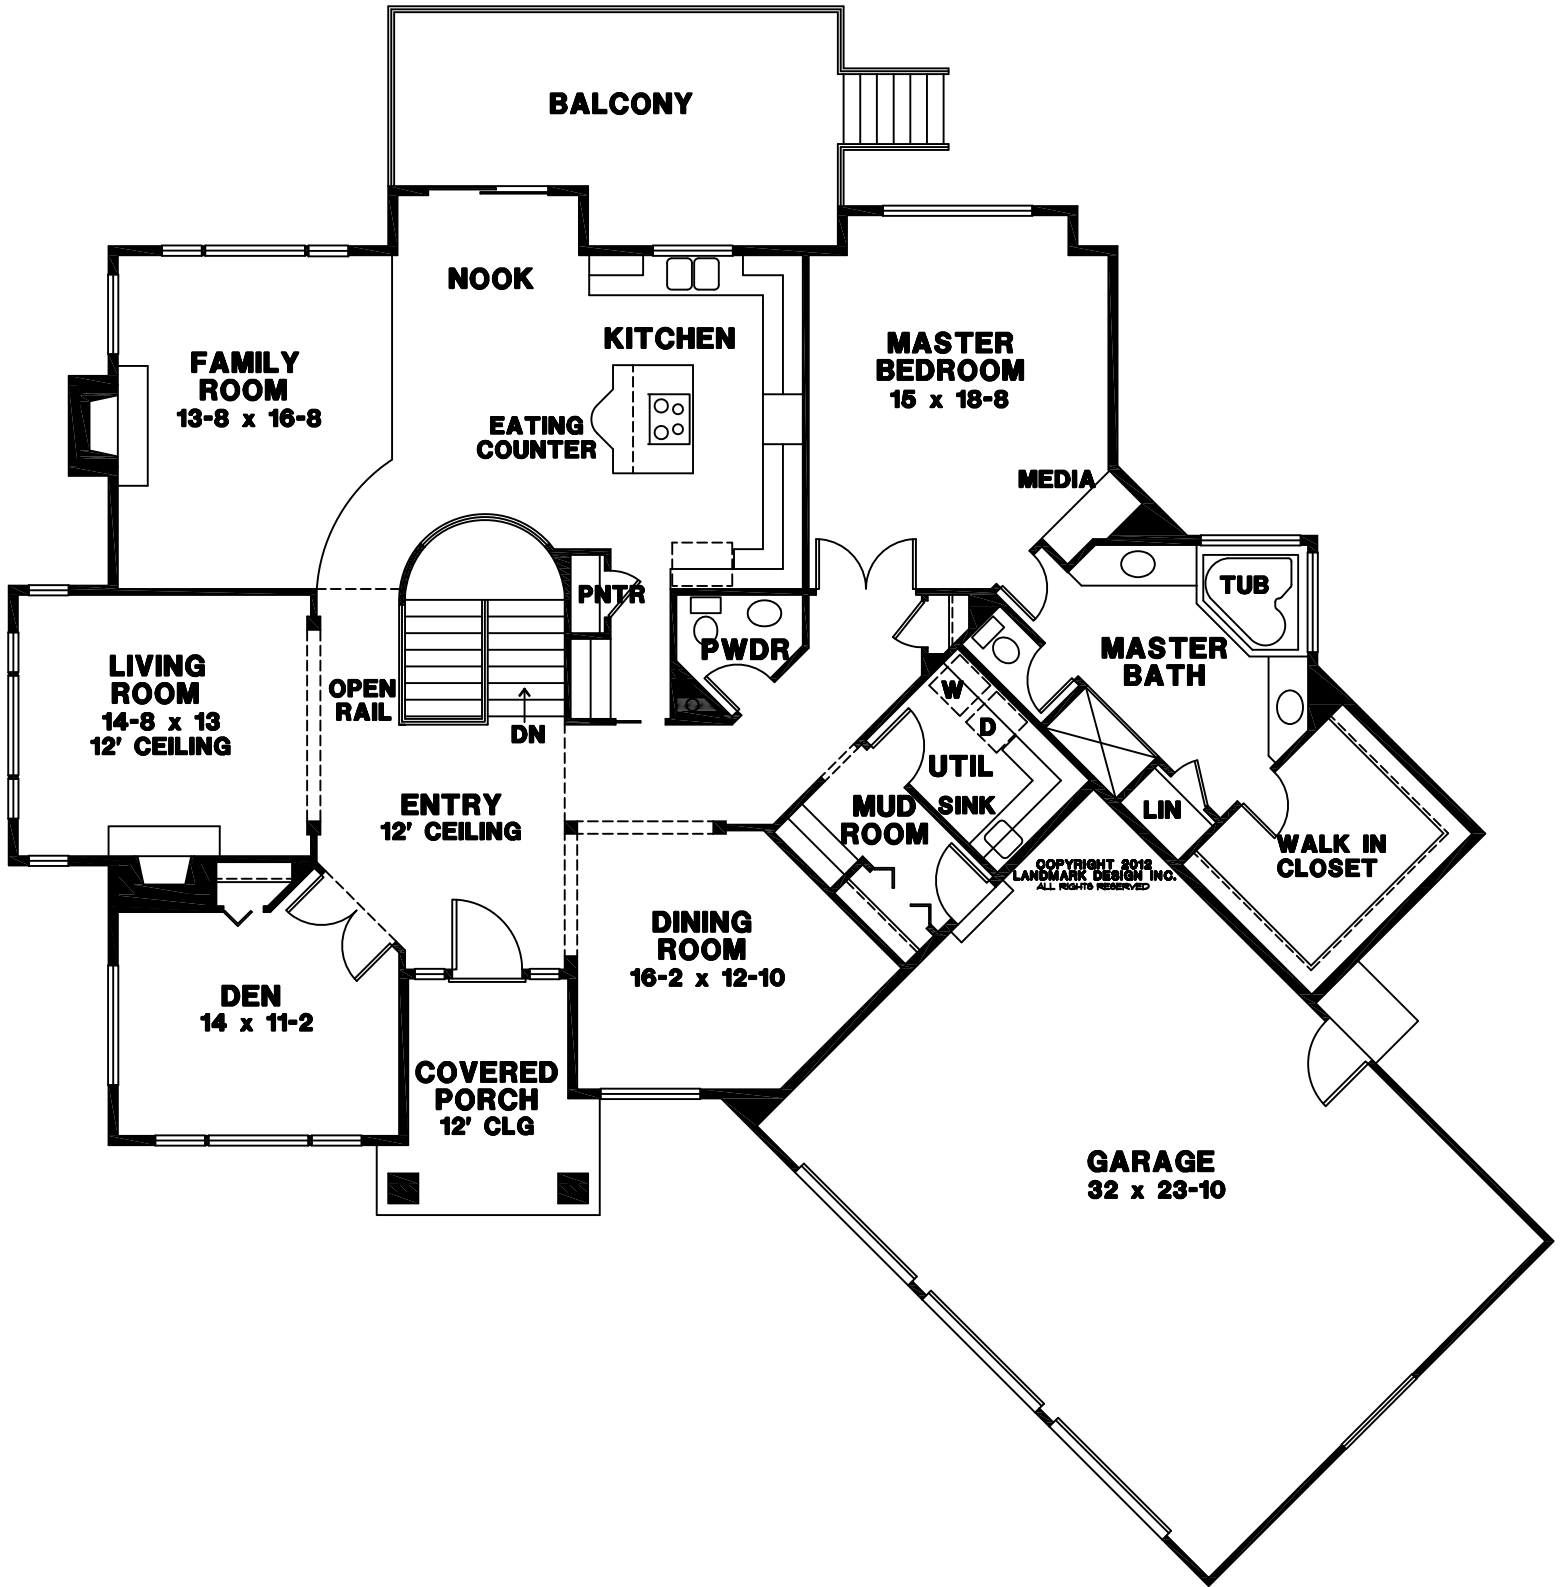 BALCONY
NOOK
KITCHEN
FAMILY
ROOM
13-8 x 16-8
EATING
COUNTER
MASTER
BEDROOM
15 x 18-8
MEDIA
PNTR
PWDR
TUB
MASTER
BATH
LIVING
ROOM
14-8 x 13
12' CEILING
OPEN
RAIL
DN
W
D
UTIL
SINK
MUD
ROOM
LIN
WALK IN
CLOSET
ENTRY
12' CEILING
COPYRIGHT 2012
LANDMARK DESIGN INC.
ALL RIGHTS RESERVED
DINING
ROOM
16-2 x 12-10
DEN
14 x 11-2
COVERED
PORCH
12' CLG
GARAGE
32 x 23-10